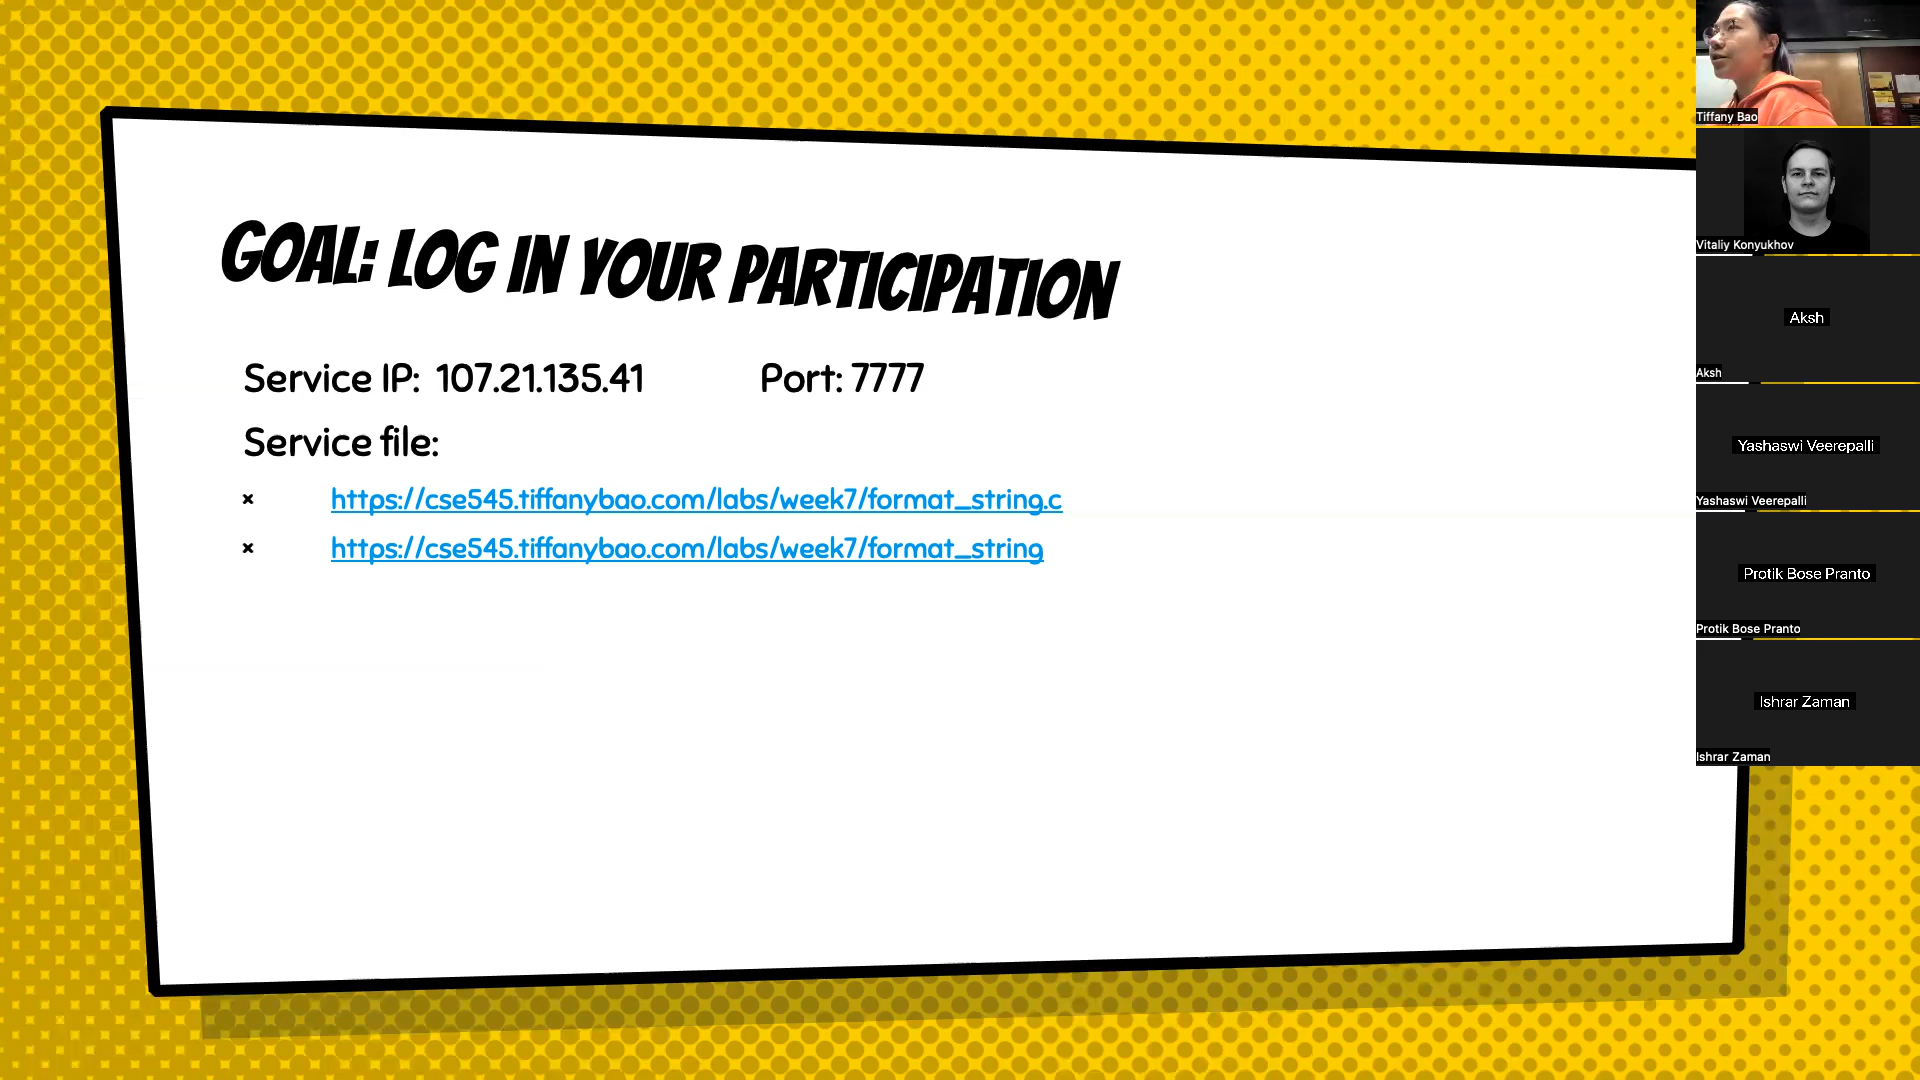 GOAL: LOG IN YOUR PARTICIPATION
Service IP: 107.21.135.41 Port: 7777
Service file:
× https://cse545.tiffanybao.com/labs/week7/format_string.c
× https://cse545.tiffanybao.com/labs/week7/format_string
Tiffany Bao
Vitaliy Konyukhov
Aksh
Aksh
Yashaswi Veerepalli
Yashaswi Veerepalli
Protik Bose Pranto
Protik Bose Pranto
Ishrar Zaman
Ishrar Zaman